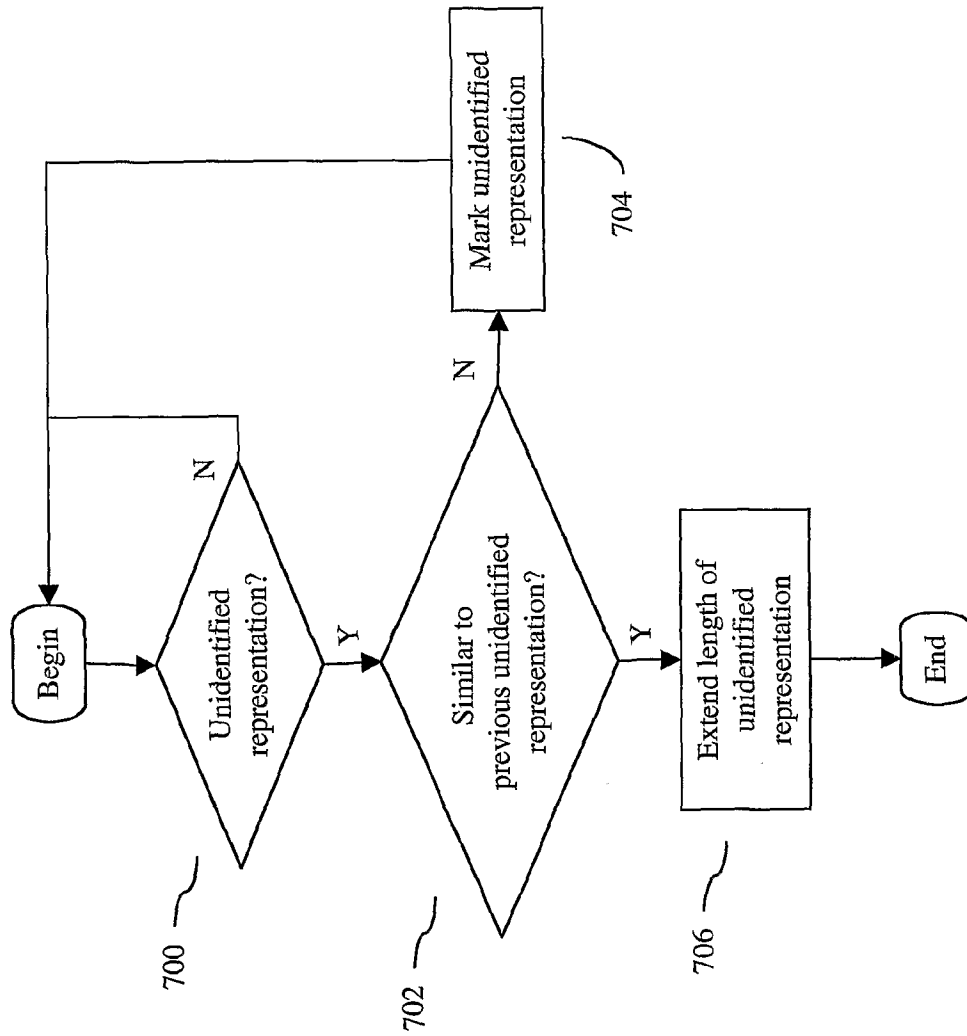 Begin
700
Unidentified
representation?
N
Y
702
Similar to
previous unidentified
representation?
N
Mark unidentified
representation
704
Y
706
Extend length of
unidentified
representation
End